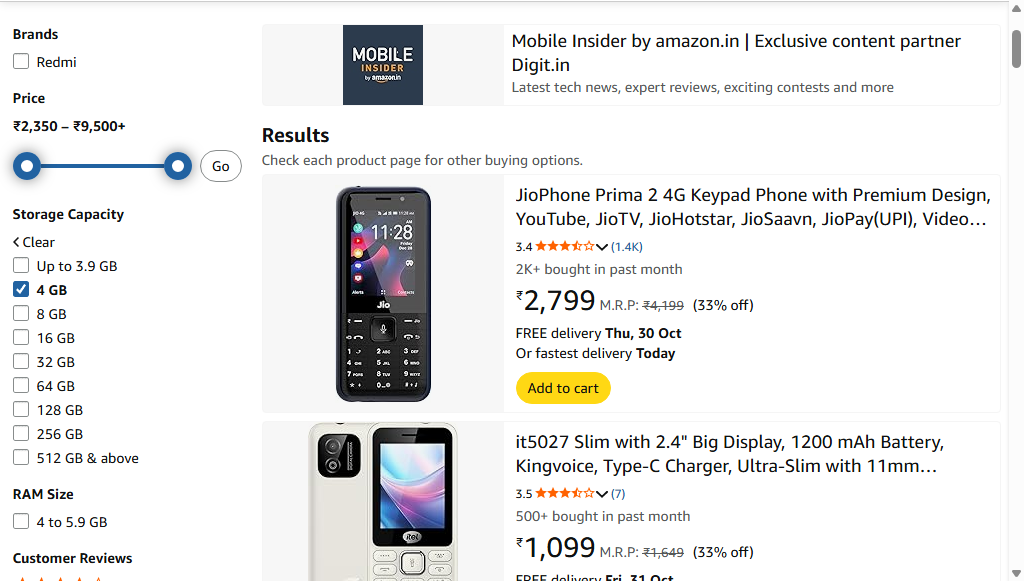 Brands
Redmi
Price
₹2,350 – ₹9,500+
Go
Storage Capacity
Clear
Up to 3.9 GB
4 GB
8 GB
16 GB
32 GB
64 GB
128 GB
256 GB
512 GB & above
RAM Size
4 to 5.9 GB
Customer Reviews
MOBILE
INSIDER
by amazon.in
Mobile Insider by amazon.in | Exclusive content partner
Digit.in
Latest tech news, expert reviews, exciting contests and more
Results
Check each product page for other buying options.
11:28
Jio
JioPhone Prima 2 4G Keypad Phone with Premium Design,
YouTube, JioTV, JioHotstar, JioSaavn, JioPay(UPI), Video…
3.4 (1.4K)
2K+ bought in past month
₹2,799 M.R.P: ₹4,199 (33% off)
FREE delivery Thu, 30 Oct
Or fastest delivery Today
Add to cart
itel
it5027 Slim with 2.4" Big Display, 1200 mAh Battery,
Kingvoice, Type-C Charger, Ultra-Slim with 11mm…
3.5 (7)
500+ bought in past month
₹1,099 M.R.P: ₹1,649 (33% off)
FREE delivery Fri, 31 Oct